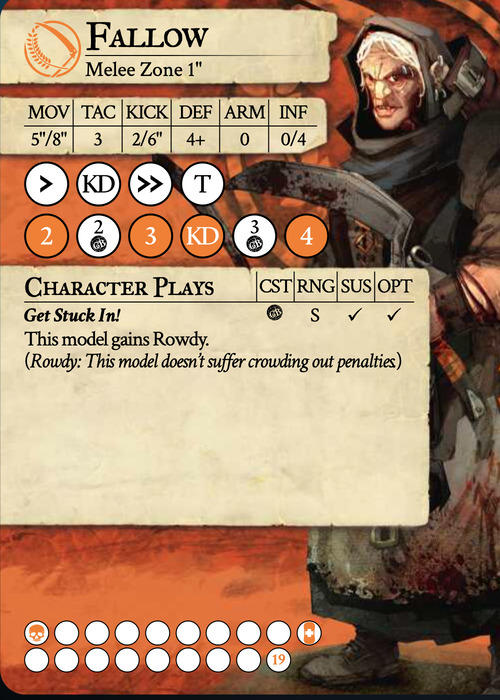 Fallow
Melee Zone 1"
MOV TAC KICK DEF ARM INF
5"/8" 3 2/6" 4+ 0 0/4
> KD >> T
2 2 GB 3 KD 3 GB 4
Character Plays CST RNG SUS OPT
Get Stuck In! GB S ✓ ✓
This model gains Rowdy.
(Rowdy: This model doesn't suffer crowding out penalties.)
19